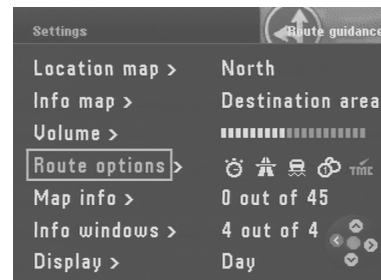 Settings
Route guidance
Location map > North
Info map > Destination area
Volume >
Route options >
TMC
Map info > 0 out of 45
Info windows > 4 out of 4
Display > Day